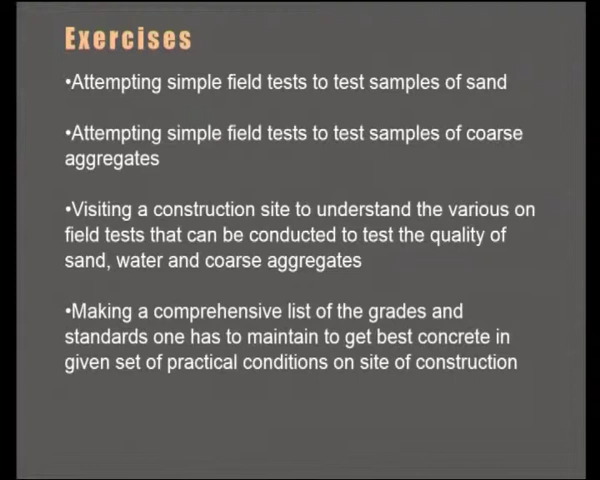 Exercises
•Attempting simple field tests to test samples of sand
•Attempting simple field tests to test samples of coarse
aggregates
•Visiting a construction site to understand the various on
field tests that can be conducted to test the quality of
sand, water and coarse aggregates
•Making a comprehensive list of the grades and
standards one has to maintain to get best concrete in
given set of practical conditions on site of construction